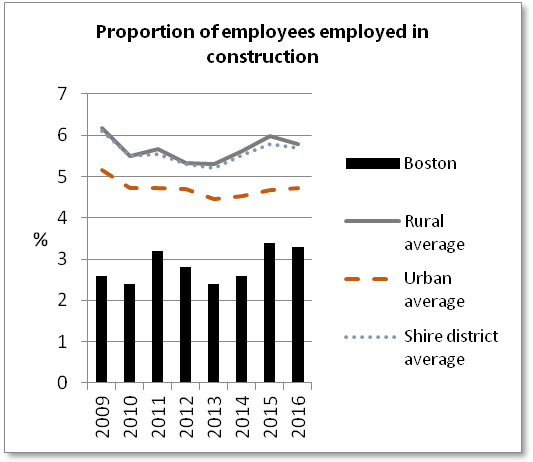 Proportion of employees employed in
construction
7
6
5
4
3
2
1
0
%
2009
2010
2011
2012
2013
2014
2015
2016
Boston
Rural
average
Urban
average
Shire district
average